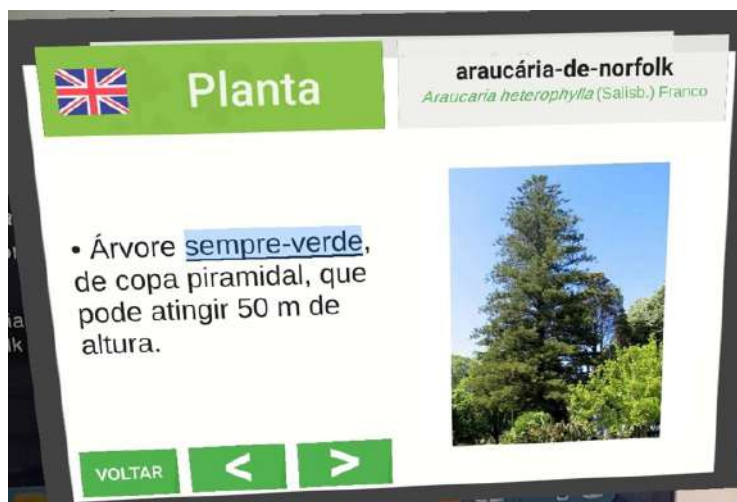 Planta
araucária-de-norfolk
Araucaria heterophylla (Salisb.) Franco
• Árvore sempre-verde,
de copa piramidal, que
pode atingir 50 m de
altura.
VOLTAR
<
>